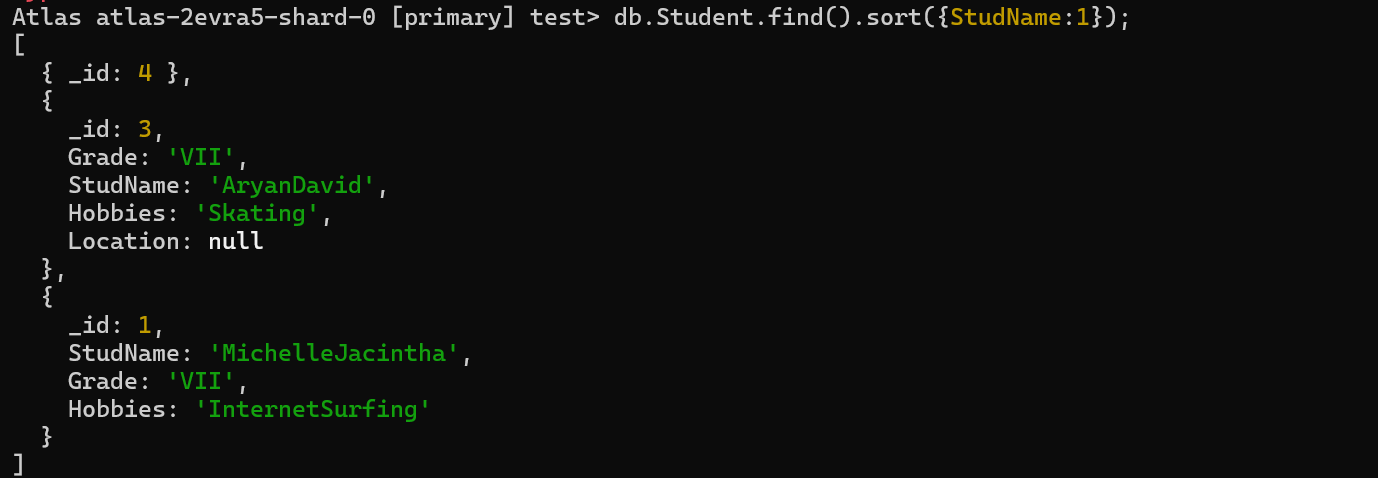 Atlas atlas-2evra5-shard-0 [primary] test> db.Student.find().sort({StudName:1});
[
  { _id: 4 },
  {
    _id: 3,
    Grade: 'VII',
    StudName: 'AryanDavid',
    Hobbies: 'Skating',
    Location: null
  },
  {
    _id: 1,
    StudName: 'MichelleJacintha',
    Grade: 'VII',
    Hobbies: 'InternetSurfing'
  }
]